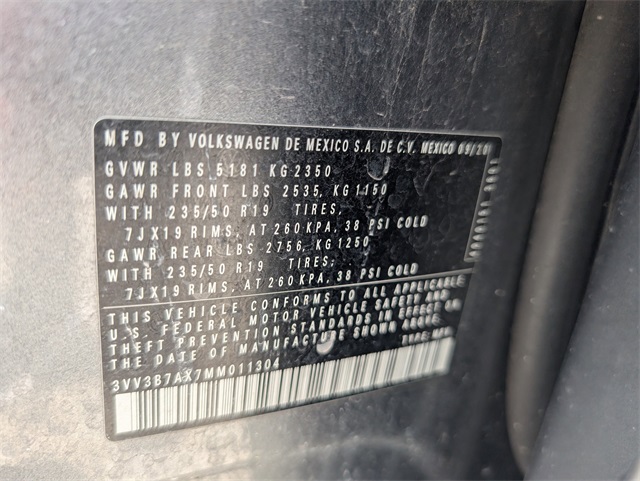 MFD BY VOLKSWAGEN DE MEXICO S.A. DE C.V. MEXICO 05/20
GVWR LBS 5181 KG 2350
GAWR FRONT LBS 2535, KG 1150
WITH 235/50 R19 TIRES,
7JX19 RIMS, AT 260 KPA, 38 PSI COLD
GAWR REAR LBS 2756, KG 1250
WITH 235/50 R19 TIRES,
7JX19 RIMS, AT 260 KPA, 38 PSI COLD
THIS VEHICLE CONFORMS TO ALL APPLICABLE
U.S. FEDERAL MOTOR VEHICLE SAFETY AND
THEFT PREVENTION STANDARDS IN EFFECT ON
THE DATE OF MANUFACTURE SHOWN ABOVE.
3VV3B7AX7MM011304